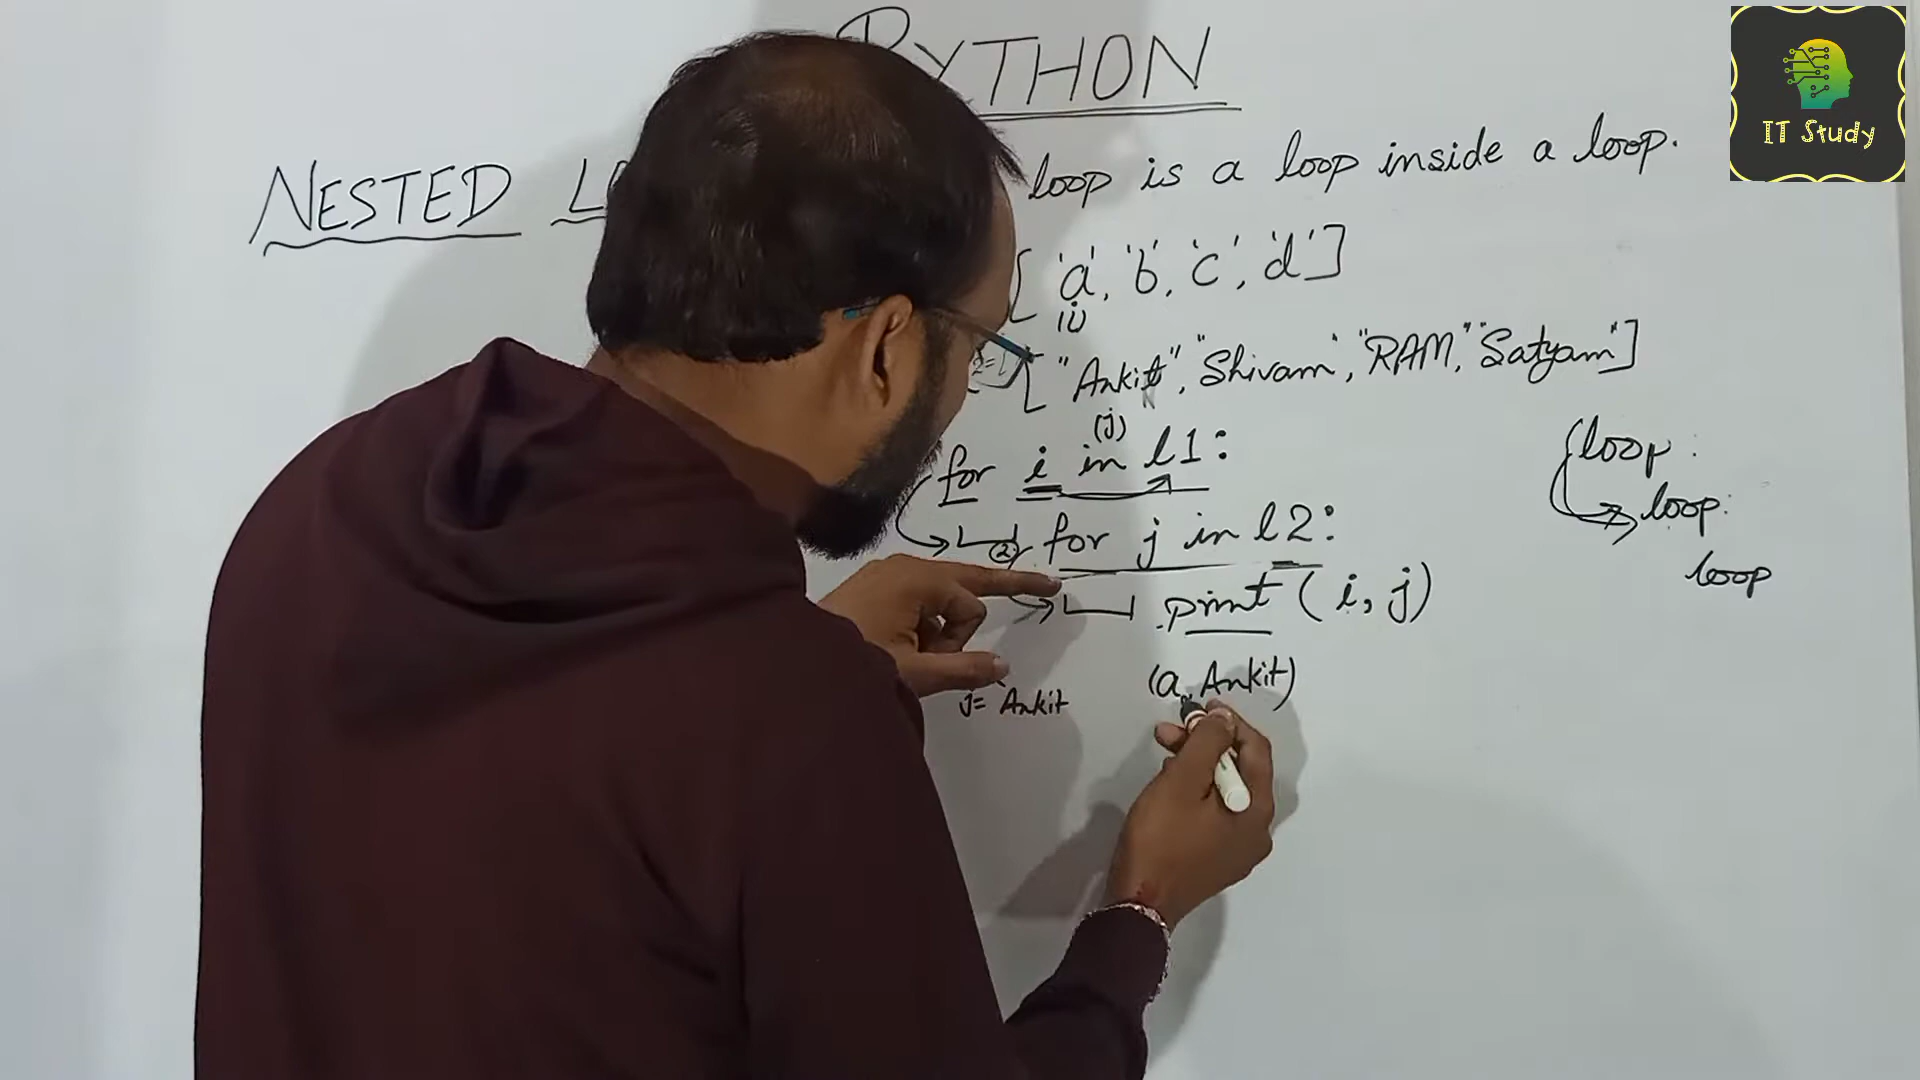 PYTHON
IT Study
NESTED
loop is a loop inside a loop.
['a', 'b', 'c', 'd']
(i)
["Ankit", "Shivam", "RAM", "Satyam"]
(j)
for i in l1:
(2) for j in l2:
print (i, j)
loop:
loop:
loop
(a, Ankit)
j= Ankit